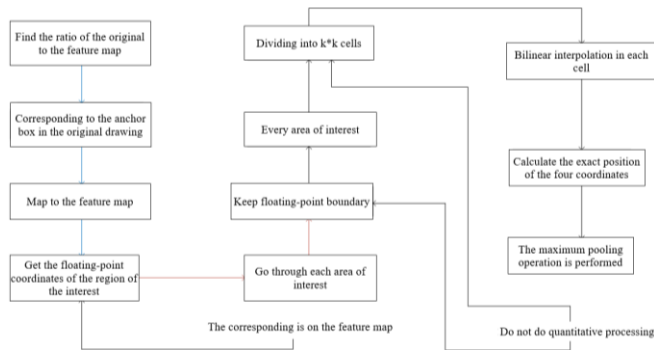 Find the ratio of the original
to the feature map
Corresponding to the anchor
box in the original drawing
Map to the feature map
Get the floating-point
coordinates of the region of
the interest
Dividing into k*k cells
Every area of interest
Keep floating-point boundary
Go through each area of
interest
The corresponding is on the feature map
Bilinear interpolation in each
cell
Calculate the exact position
of the four coordinates
The maximum pooling
operation is performed
Do not do quantitative processing